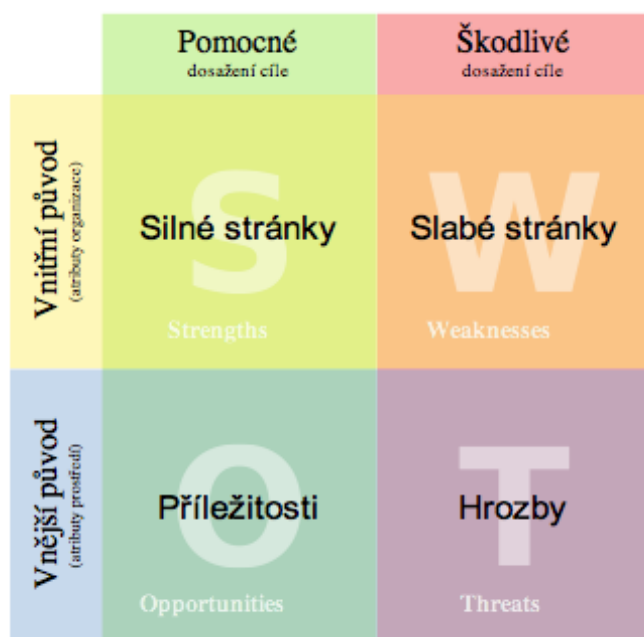 Pomocné
dosažení cíle
Škodlivé
dosažení cíle
Vnitřní původ
(atributy organizace)
S
Silné stránky
Strengths
W
Slabé stránky
Weaknesses
Vnější původ
(atributy prostředí)
O
Příležitosti
Opportunities
T
Hrozby
Threats